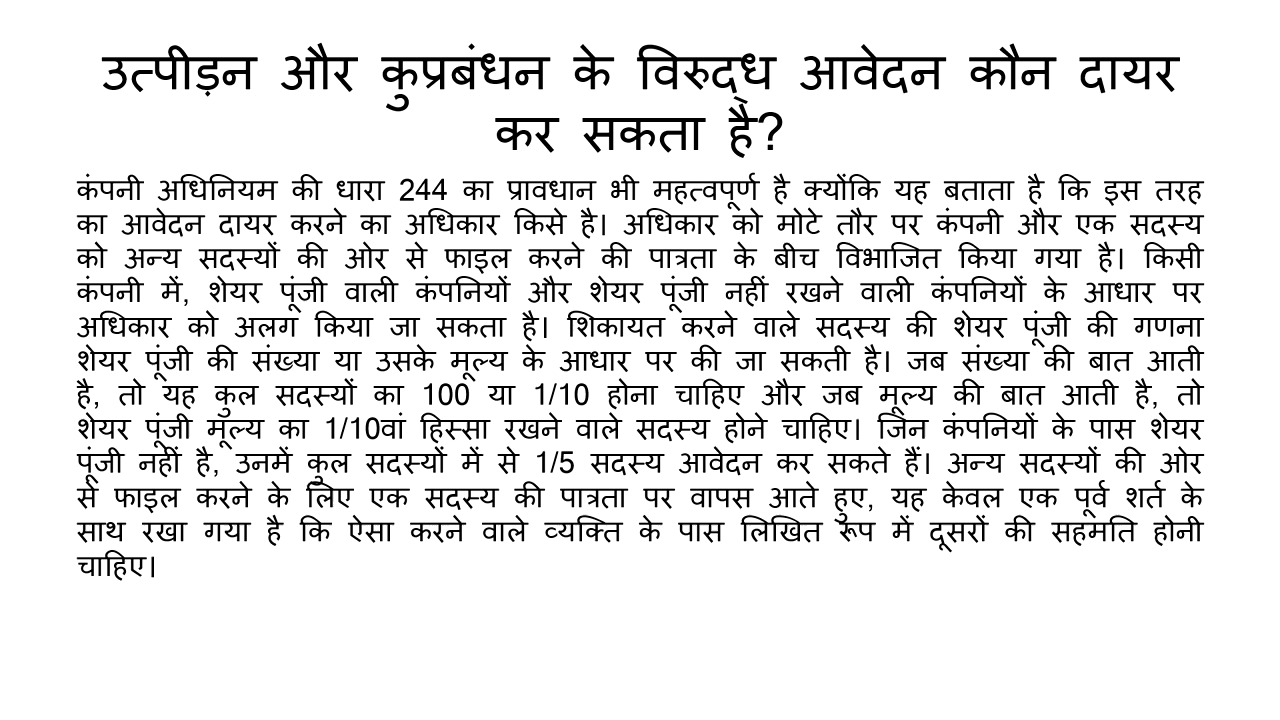 उत्पीड़न और कुप्रबंधन के विरुद्ध आवेदन कौन दायर
कर सकता है?
कंपनी अधिनियम की धारा 244 का प्रावधान भी महत्वपूर्ण है क्योंकि यह बताता है कि इस तरह
का आवेदन दायर करने का अधिकार किसे है। अधिकार को मोटे तौर पर कंपनी और एक सदस्य
को अन्य सदस्यों की ओर से फाइल करने की पात्रता के बीच विभाजित किया गया है। किसी
कंपनी में, शेयर पूंजी वाली कंपनियों और शेयर पूंजी नहीं रखने वाली कंपनियों के आधार पर
अधिकार को अलग किया जा सकता है। शिकायत करने वाले सदस्य की शेयर पूंजी की गणना
शेयर पूंजी की संख्या या उसके मूल्य के आधार पर की जा सकती है। जब संख्या की बात आती
है, तो यह कुल सदस्यों का 100 या 1/10 होना चाहिए और जब मूल्य की बात आती है, तो
शेयर पूंजी मूल्य का 1/10वां हिस्सा रखने वाले सदस्य होने चाहिए। जिन कंपनियों के पास शेयर
पूंजी नहीं है, उनमें कुल सदस्यों में से 1/5 सदस्य आवेदन कर सकते हैं। अन्य सदस्यों की ओर
से फाइल करने के लिए एक सदस्य की पात्रता पर वापस आते हुए, यह केवल एक पूर्व शर्त के
साथ रखा गया है कि ऐसा करने वाले व्यक्ति के पास लिखित रूप में दूसरों की सहमति होनी
चाहिए।